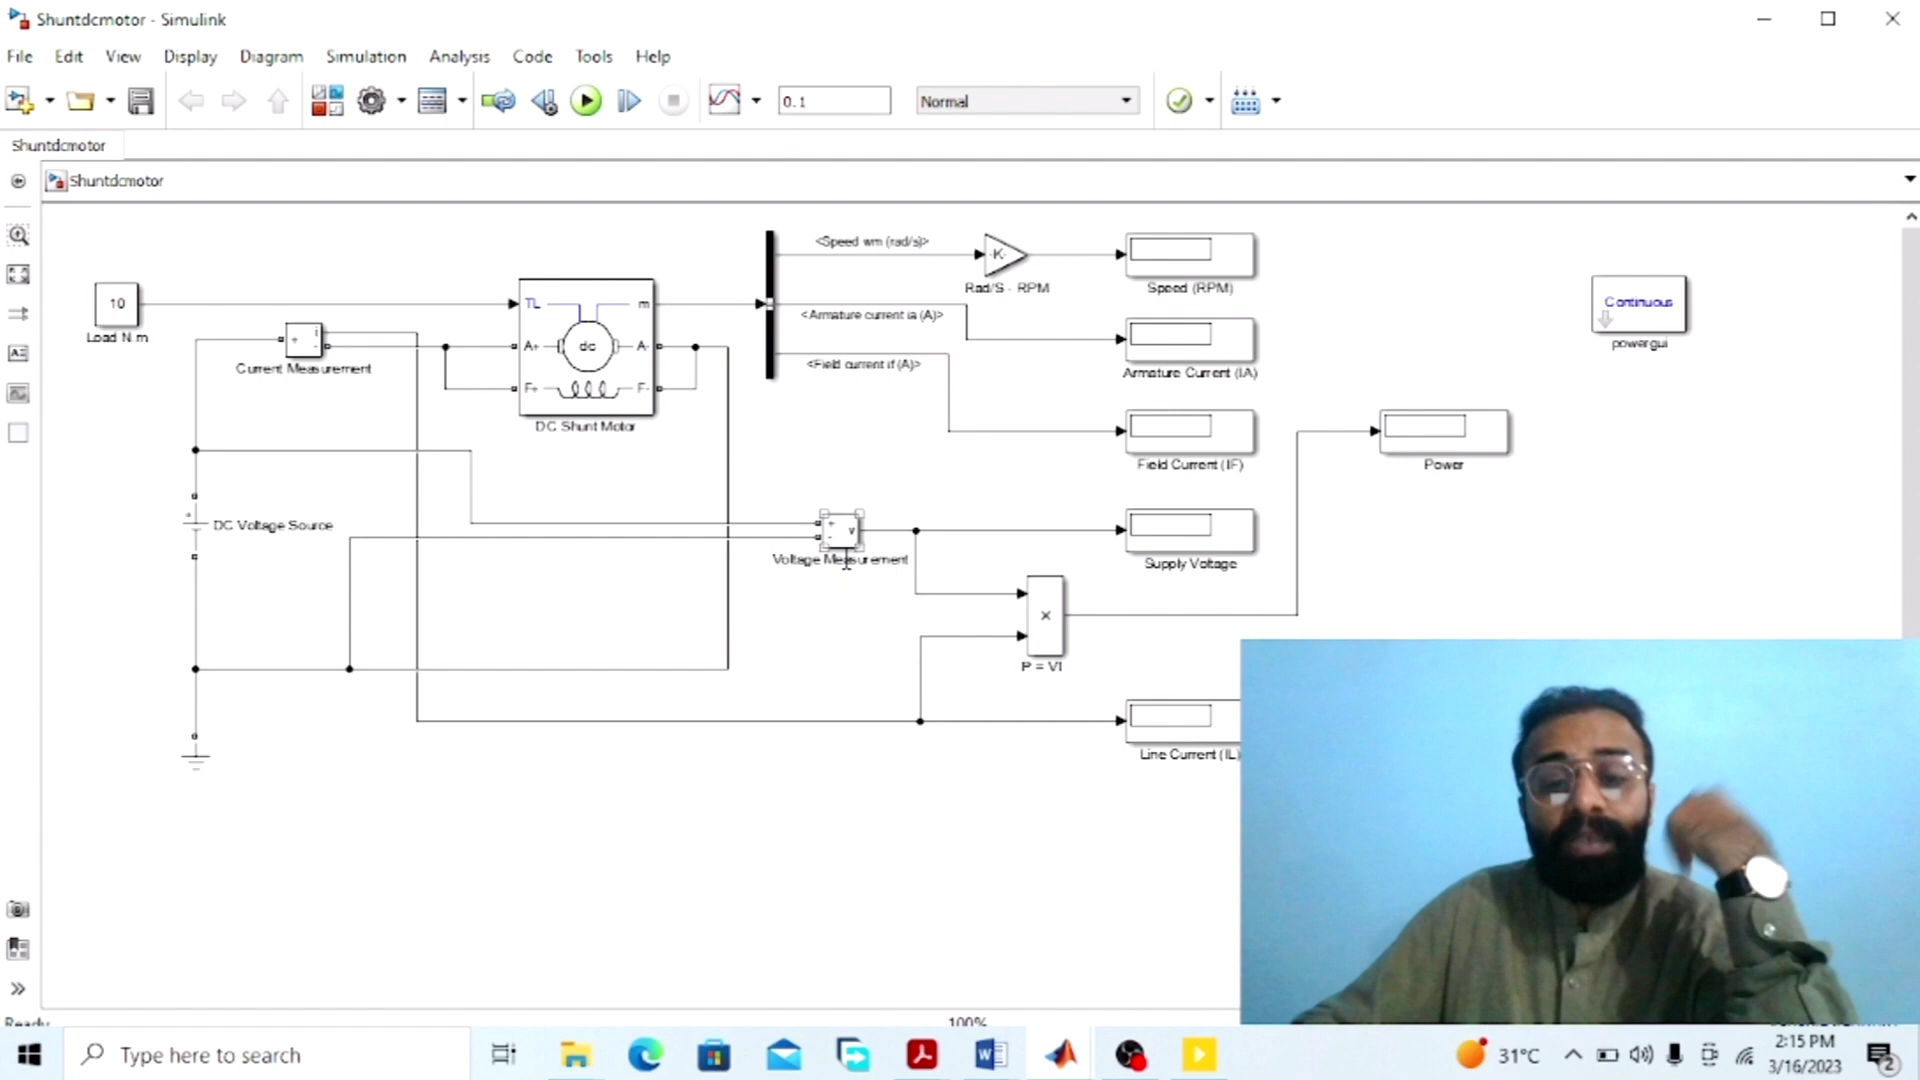 Shuntdcmotor - Simulink
File Edit View Display Diagram Simulation Analysis Code Tools Help
0.1
Normal
Shuntdcmotor
Shuntdcmotor
<Speed wm (rad/s)>
-K-
Rad/S - RPM
Speed (RPM)
10
Load N.m
TL
m
A+
dc
A-
F+
F-
DC Shunt Motor
+
i
-
Current Measurement
<Armature current ia (A)>
Armature Current (IA)
<Field current if (A)>
Field Current (IF)
Continuous
powergui
Power
+
DC Voltage Source
+
v
-
Voltage Measurement
Supply Voltage
×
P = VI
Line Current (IL)
Ready
100%
Type here to search
31°C
2:15 PM
3/16/2023
2